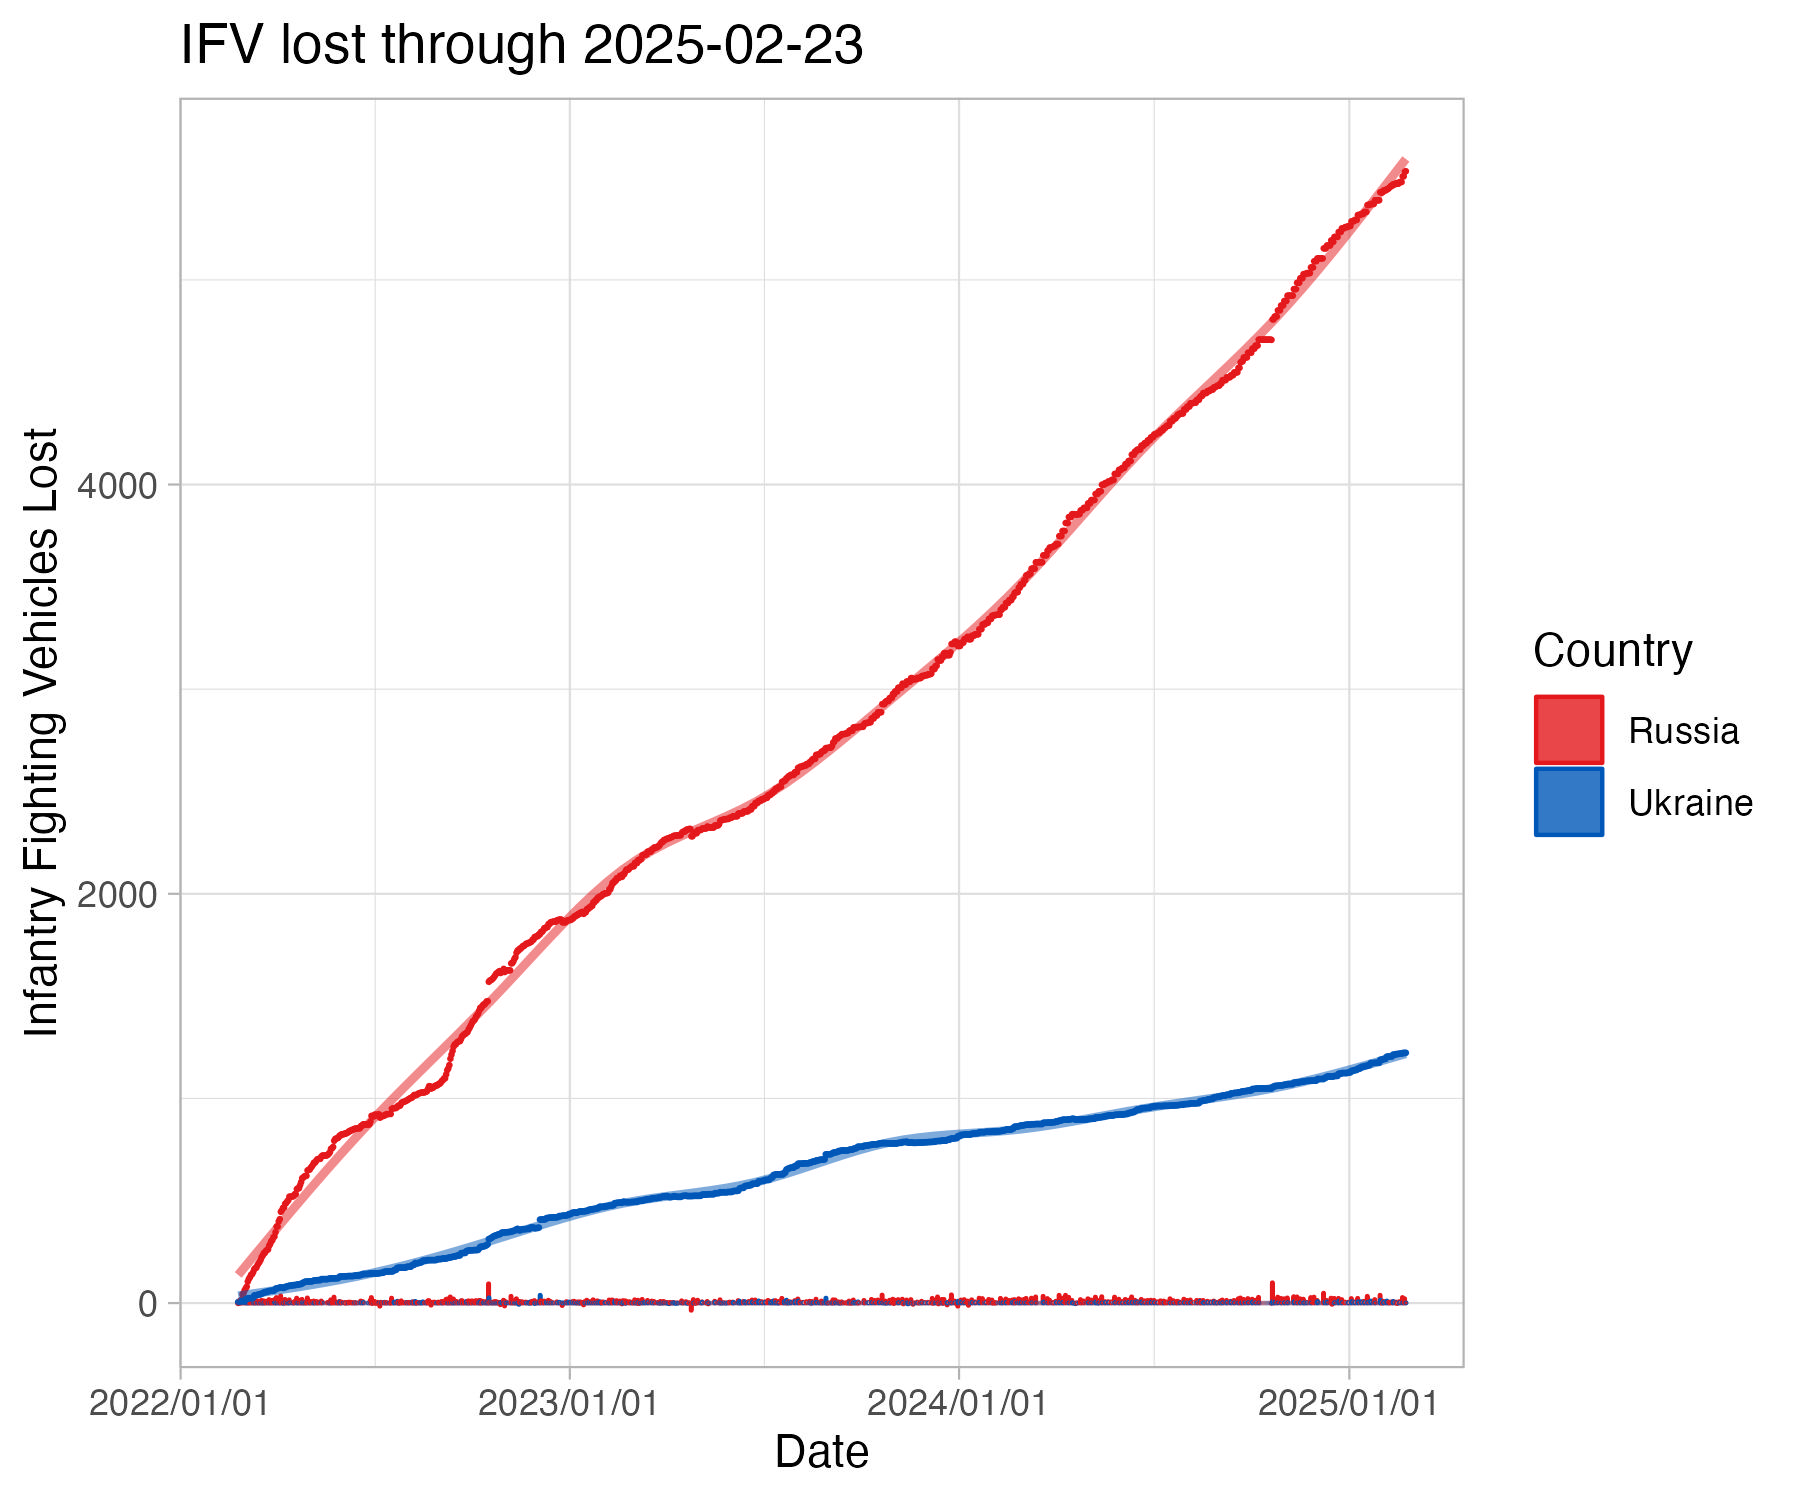 IFV lost through 2025-02-23
Infantry Fighting Vehicles Lost
4000
2000
0
2022/01/01
2023/01/01
2024/01/01
2025/01/01
Date
Country
Russia
Ukraine